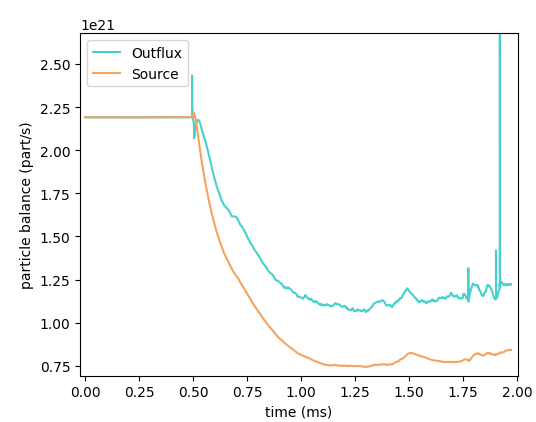 1e21
Outflux
Source
2.50
2.25
2.00
1.75
1.50
1.25
1.00
0.75
particle balance (part/s)
0.00 0.25 0.50 0.75 1.00 1.25 1.50 1.75 2.00
time (ms)